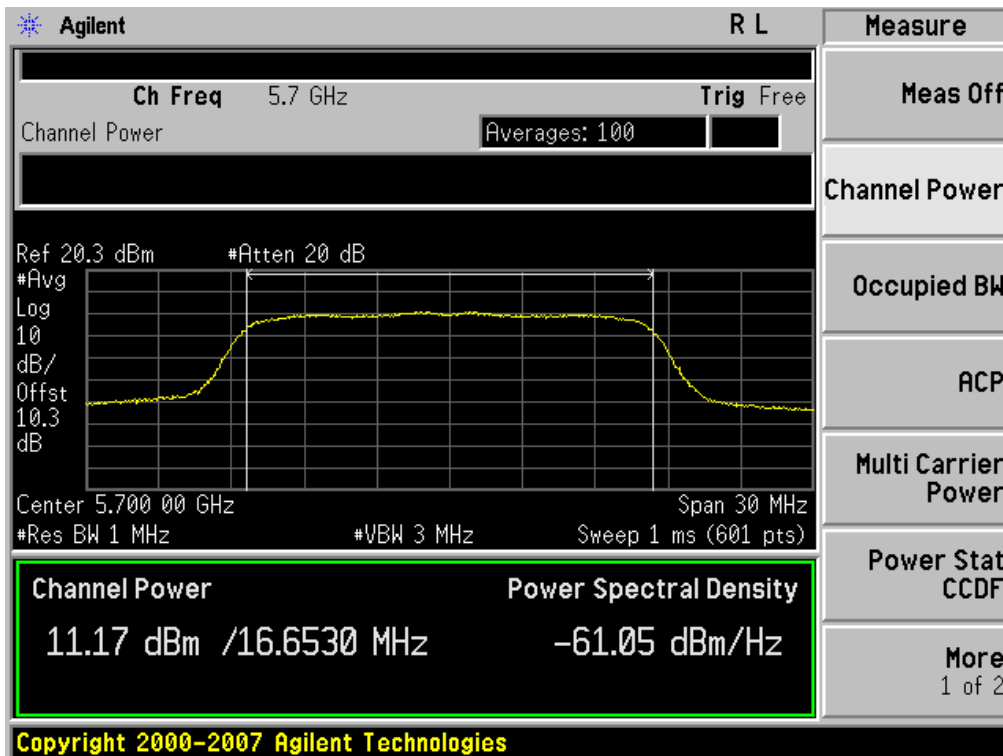 Agilent R L
Ch Freq 5.7 GHz Trig Free
Channel Power Averages: 100
Ref 20.3 dBm #Atten 20 dB
#Avg
Log
10
dB/
Offst
10.3
dB
Center 5.700 00 GHz Span 30 MHz
#Res BW 1 MHz #VBW 3 MHz Sweep 1 ms (601 pts)
Channel Power Power Spectral Density
11.17 dBm /16.6530 MHz -61.05 dBm/Hz
Measure
Meas Off
Channel Power
Occupied BW
ACP
Multi Carrier
Power
Power Stat
CCDF
More
1 of 2
Copyright 2000-2007 Agilent Technologies